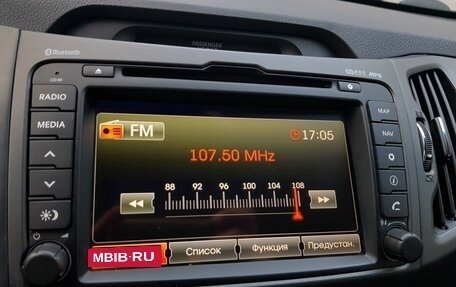 PASSENGER
Bluetooth
CD-IN
RADIO
MEDIA
MAP
NAV
FM
17:05
107.50 MHz
88 92 96 100 104 108
Список
Функция
Предустан.
MBIB-RU